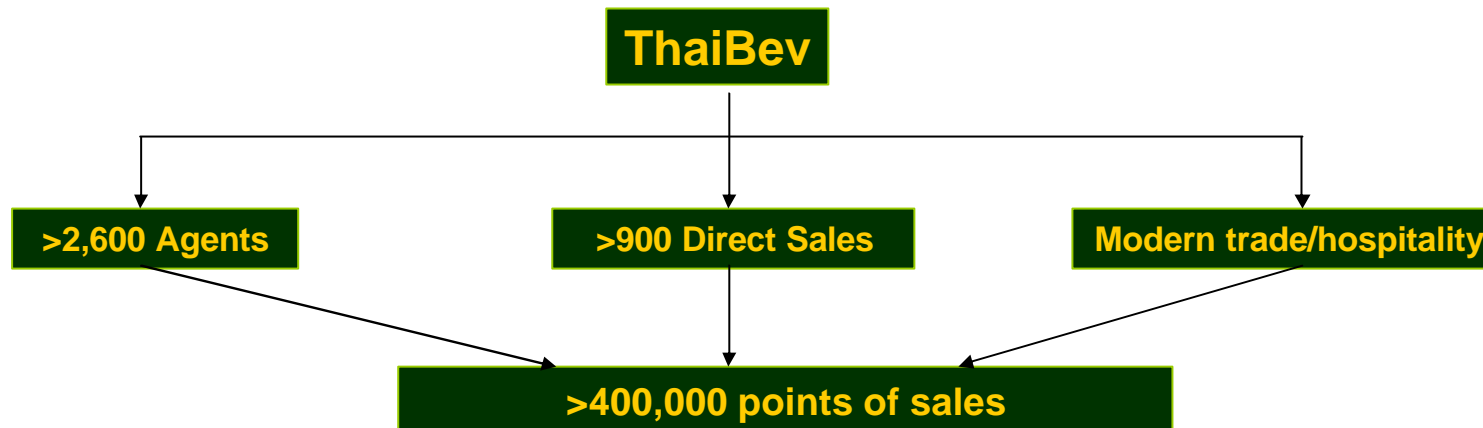 ThaiBev
>2,600 Agents
>900 Direct Sales
Modern trade/hospitality
>400,000 points of sales